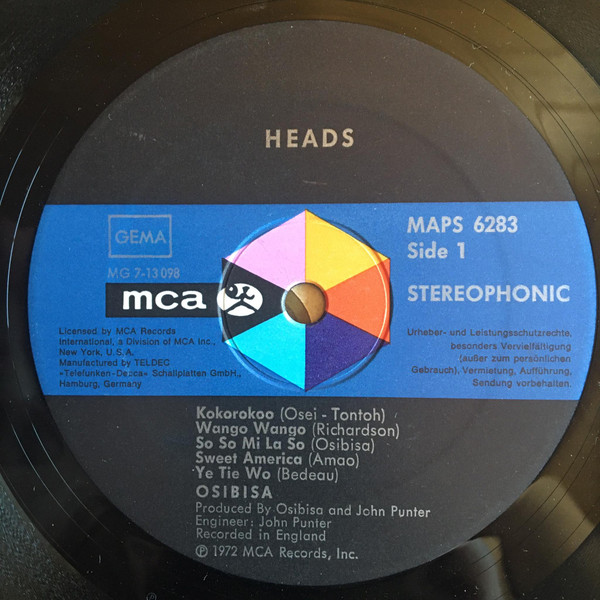 HEADS
GEMA
MG 7-13 098
mca
Licensed by MCA Records
International, a Division of MCA Inc.,
New York, U.S.A.
Manufactured by TELDEC
»Telefunken-Decca« Schallplatten GmbH.,
Hamburg, Germany
MAPS 6283
Side 1
STEREOPHONIC
Urheber- und Leistungsschutzrechte,
besonders Vervielfältigung
(außer zum persönlichen
Gebrauch), Vermietung, Aufführung,
Sendung vorbehalten.
Kokorokoo (Osei - Tontoh)
Wango Wango (Richardson)
So So Mi La So (Osibisa)
Sweet America (Amao)
Ye Tie Wo (Bedeau)
OSIBISA
Produced By Osibisa and John Punter
Engineer: John Punter
Recorded in England
℗ 1972 MCA Records, Inc.